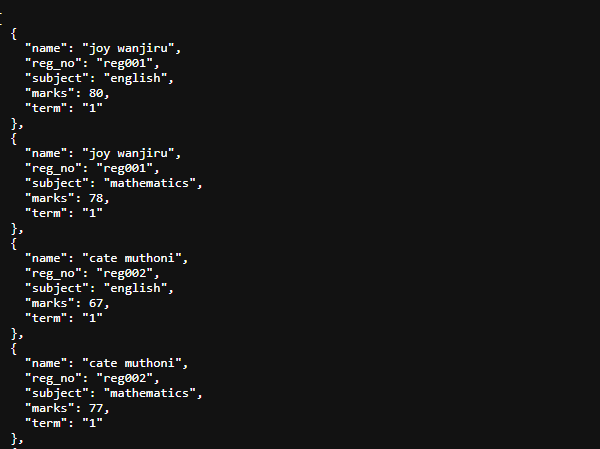 [
{
"name": "joy wanjiru",
"reg_no": "reg001",
"subject": "english",
"marks": 80,
"term": "1"
},
{
"name": "joy wanjiru",
"reg_no": "reg001",
"subject": "mathematics",
"marks": 78,
"term": "1"
},
{
"name": "cate muthoni",
"reg_no": "reg002",
"subject": "english",
"marks": 67,
"term": "1"
},
{
"name": "cate muthoni",
"reg_no": "reg002",
"subject": "mathematics",
"marks": 77,
"term": "1"
},